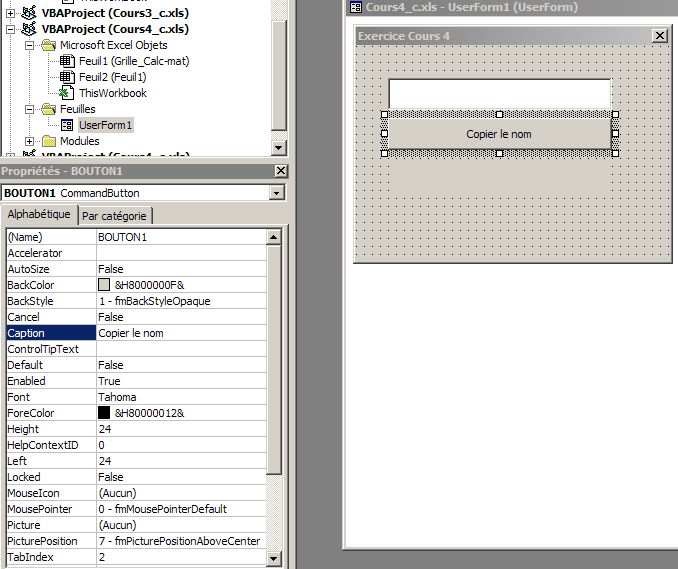 ThisWorkbook
VBAProject (Cours3_c.xls)
VBAProject (Cours4_c.xls)
Microsoft Excel Objets
Feuil1 (Grille_Calc-mat)
Feuil2 (Feuil1)
ThisWorkbook
Feuilles
UserForm1
Modules
VBAProject (Cours4_c.xls)
Propriétés - BOUTON1
BOUTON1 CommandButton
Alphabétique Par catégorie
(Name) BOUTON1
Accelerator
AutoSize False
BackColor &H8000000F&
BackStyle 1 - fmBackStyleOpaque
Cancel False
Caption Copier le nom
ControlTipText
Default False
Enabled True
Font Tahoma
ForeColor &H80000012&
Height 24
HelpContextID 0
Left 24
Locked False
MouseIcon (Aucun)
MousePointer 0 - fmMousePointerDefault
Picture (Aucun)
PicturePosition 7 - fmPicturePositionAboveCenter
TabIndex 2
Cours4_c.xls - UserForm1 (UserForm)
Exercice Cours 4
Copier le nom